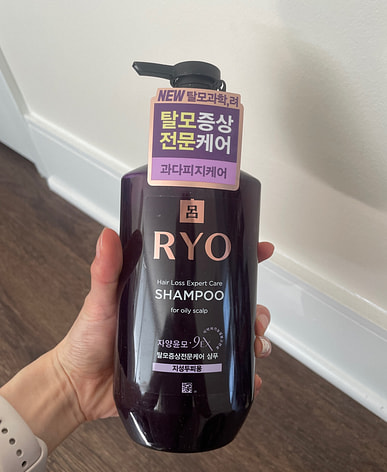 NEW 탈모과학,려
탈모증상
전문케어
과다피지케어
呂
RYO
Hair Loss Expert Care
SHAMPOO
for oily scalp
자양윤모 9EX
탈모증상전문케어 샴푸
지성두피용